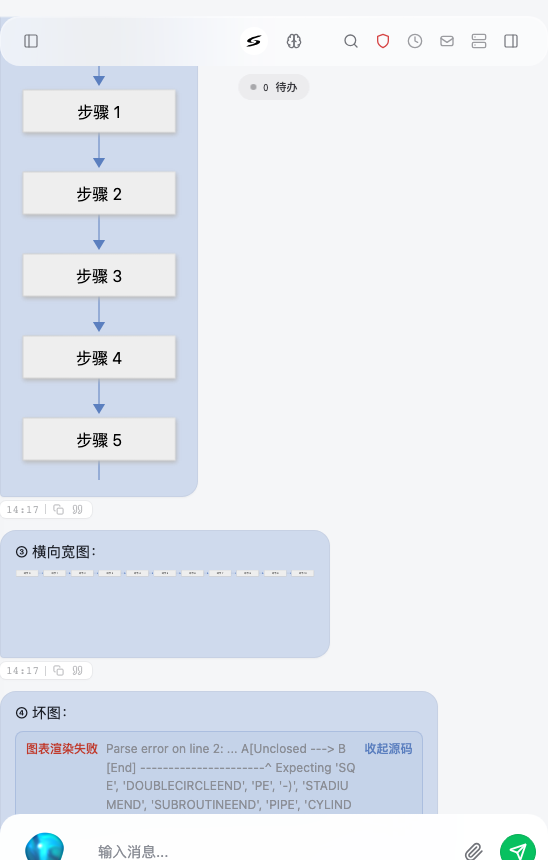 0 待办
步骤 1
步骤 2
步骤 3
步骤 4
步骤 5
14:17
③ 横向宽图：
14:17
④ 坏图：
图表渲染失败 Parse error on line 2: ... A[Unclosed ---> B 收起源码
[End] ----------------------^ Expecting 'SQ
E', 'DOUBLECIRCLEEND', 'PE', '-)', 'STADIU
MEND', 'SUBROUTINEEND', 'PIPE', 'CYLIND
输入消息...